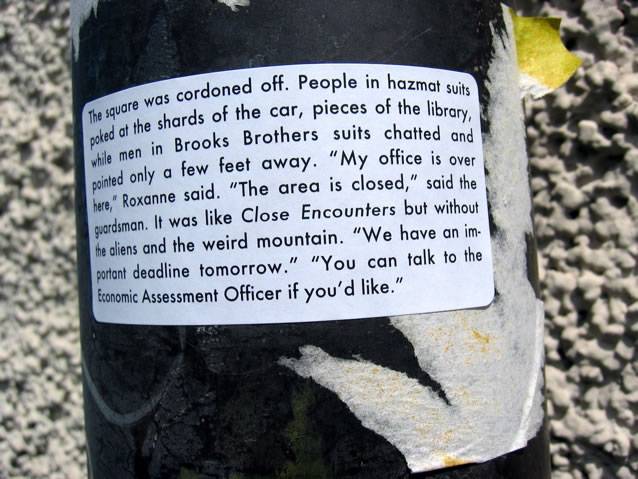 The square was cordoned off. People in hazmat suits
poked at the shards of the car, pieces of the library,
while men in Brooks Brothers suits chatted and
pointed only a few feet away. “My office is over
here,” Roxanne said. “The area is closed,” said the
guardsman. It was like Close Encounters but without
the aliens and the weird mountain. “We have an im-
portant deadline tomorrow.” “You can talk to the
Economic Assessment Officer if you’d like.”